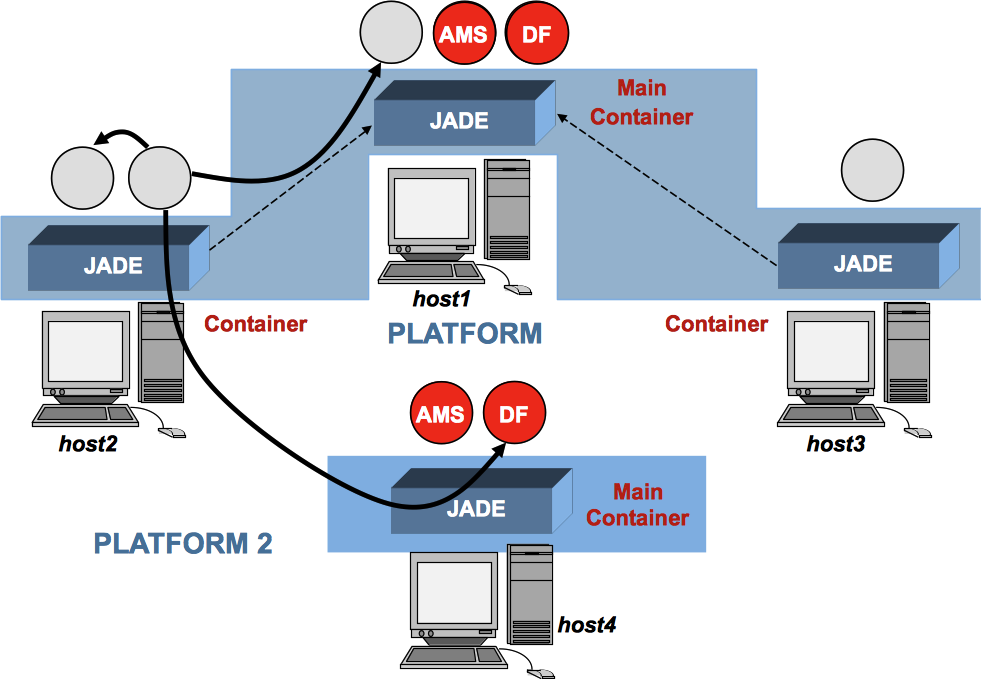 AMS
DF
Main
Container
JADE
JADE
JADE
host1
Container
PLATFORM
Container
host2
host3
AMS
DF
Main
Container
JADE
PLATFORM 2
host4